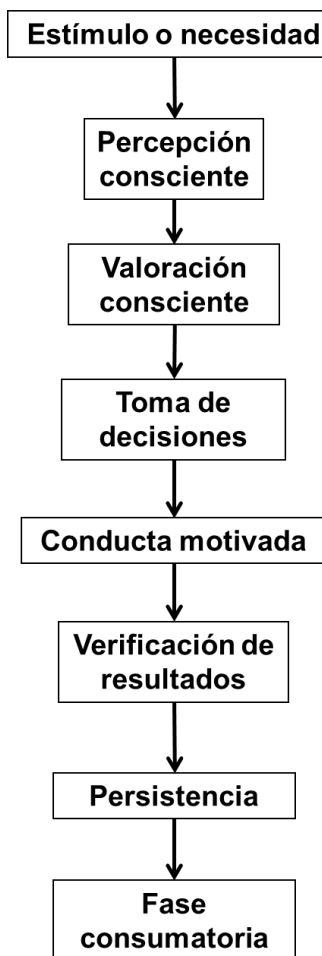 Estímulo o necesidad
Percepción
consciente
Valoración
consciente
Toma de
decisiones
Conducta motivada
Verificación de
resultados
Persistencia
Fase
consumatoria